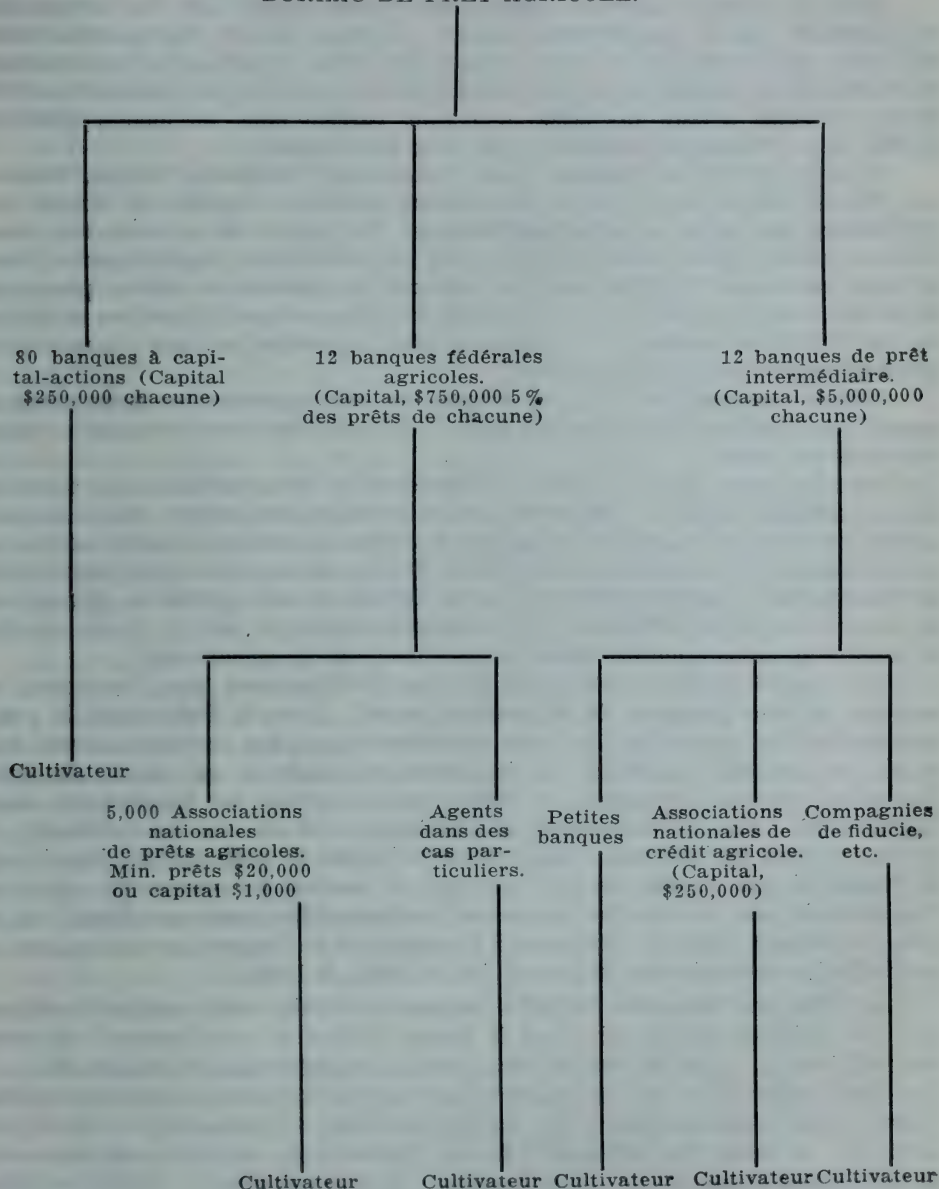 DE PRÊT AGRICOLE.
80 banques à capi-
tal-actions (Capital
$250,000 chacune)
12 banques fédérales
agricoles.
(Capital, $750,000 5%
des prêts de chacune)
12 banques de prêt
intermédiaire.
(Capital, $5,000,000
chacune)
Cultivateur
5,000 Associations
nationales
de prêts agricoles.
Min. prêts $20,000
ou capital $1,000
Agents
dans des
cas par-
ticuliers.
Petites
banques
Associations
nationales de
crédit agricole.
(Capital,
$250,000)
Compagnies
de fiducie,
etc.
Cultivateur
Cultivateur
Cultivateur
Cultivateur
Cultivateur